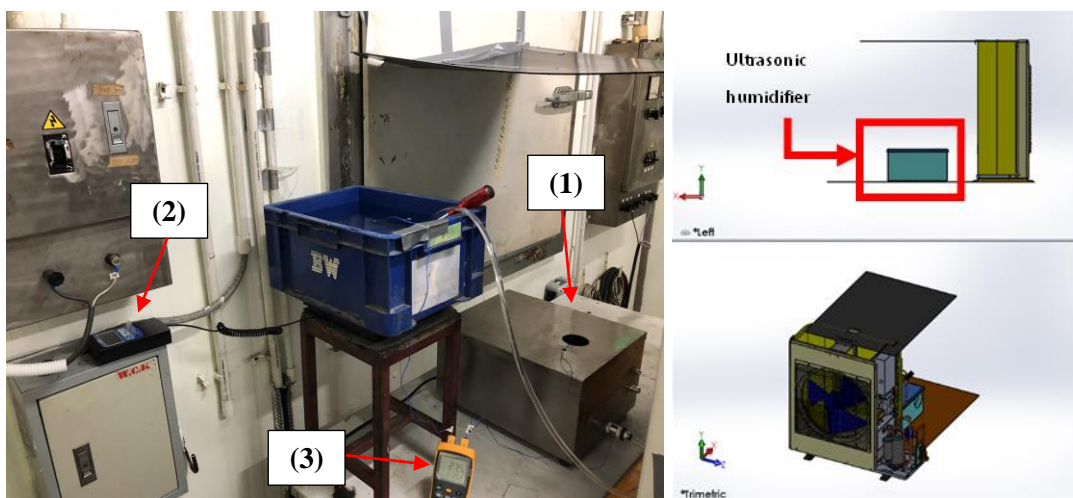 (1)
(2)
BW
W.C.K
(3)
Ultrasonic
humidifier
Y
X
*Left
Y
X
Z
*Trimetric